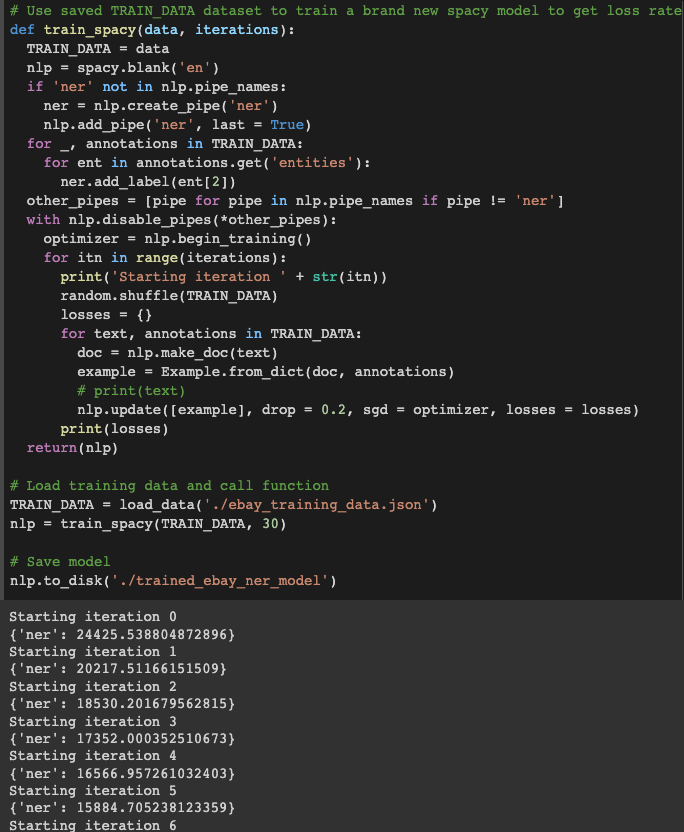 # Use saved TRAIN_DATA dataset to train a brand new spacy model to get loss rate
def train_spacy(data, iterations):
  TRAIN_DATA = data
  nlp = spacy.blank('en')
  if 'ner' not in nlp.pipe_names:
    ner = nlp.create_pipe('ner')
    nlp.add_pipe('ner', last = True)
  for _, annotations in TRAIN_DATA:
    for ent in annotations.get('entities'):
      ner.add_label(ent[2])
  other_pipes = [pipe for pipe in nlp.pipe_names if pipe != 'ner']
  with nlp.disable_pipes(*other_pipes):
    optimizer = nlp.begin_training()
    for itn in range(iterations):
      print('Starting iteration ' + str(itn))
      random.shuffle(TRAIN_DATA)
      losses = {}
      for text, annotations in TRAIN_DATA:
        doc = nlp.make_doc(text)
        example = Example.from_dict(doc, annotations)
        # print(text)
        nlp.update([example], drop = 0.2, sgd = optimizer, losses = losses)
      print(losses)
  return(nlp)

# Load training data and call function
TRAIN_DATA = load_data('./ebay_training_data.json')
nlp = train_spacy(TRAIN_DATA, 30)

# Save model
nlp.to_disk('./trained_ebay_ner_model')
Starting iteration 0
{'ner': 24425.538804872896}
Starting iteration 1
{'ner': 20217.51166151509}
Starting iteration 2
{'ner': 18530.201679562815}
Starting iteration 3
{'ner': 17352.000352510673}
Starting iteration 4
{'ner': 16566.957261032403}
Starting iteration 5
{'ner': 15884.705238123359}
Starting iteration 6